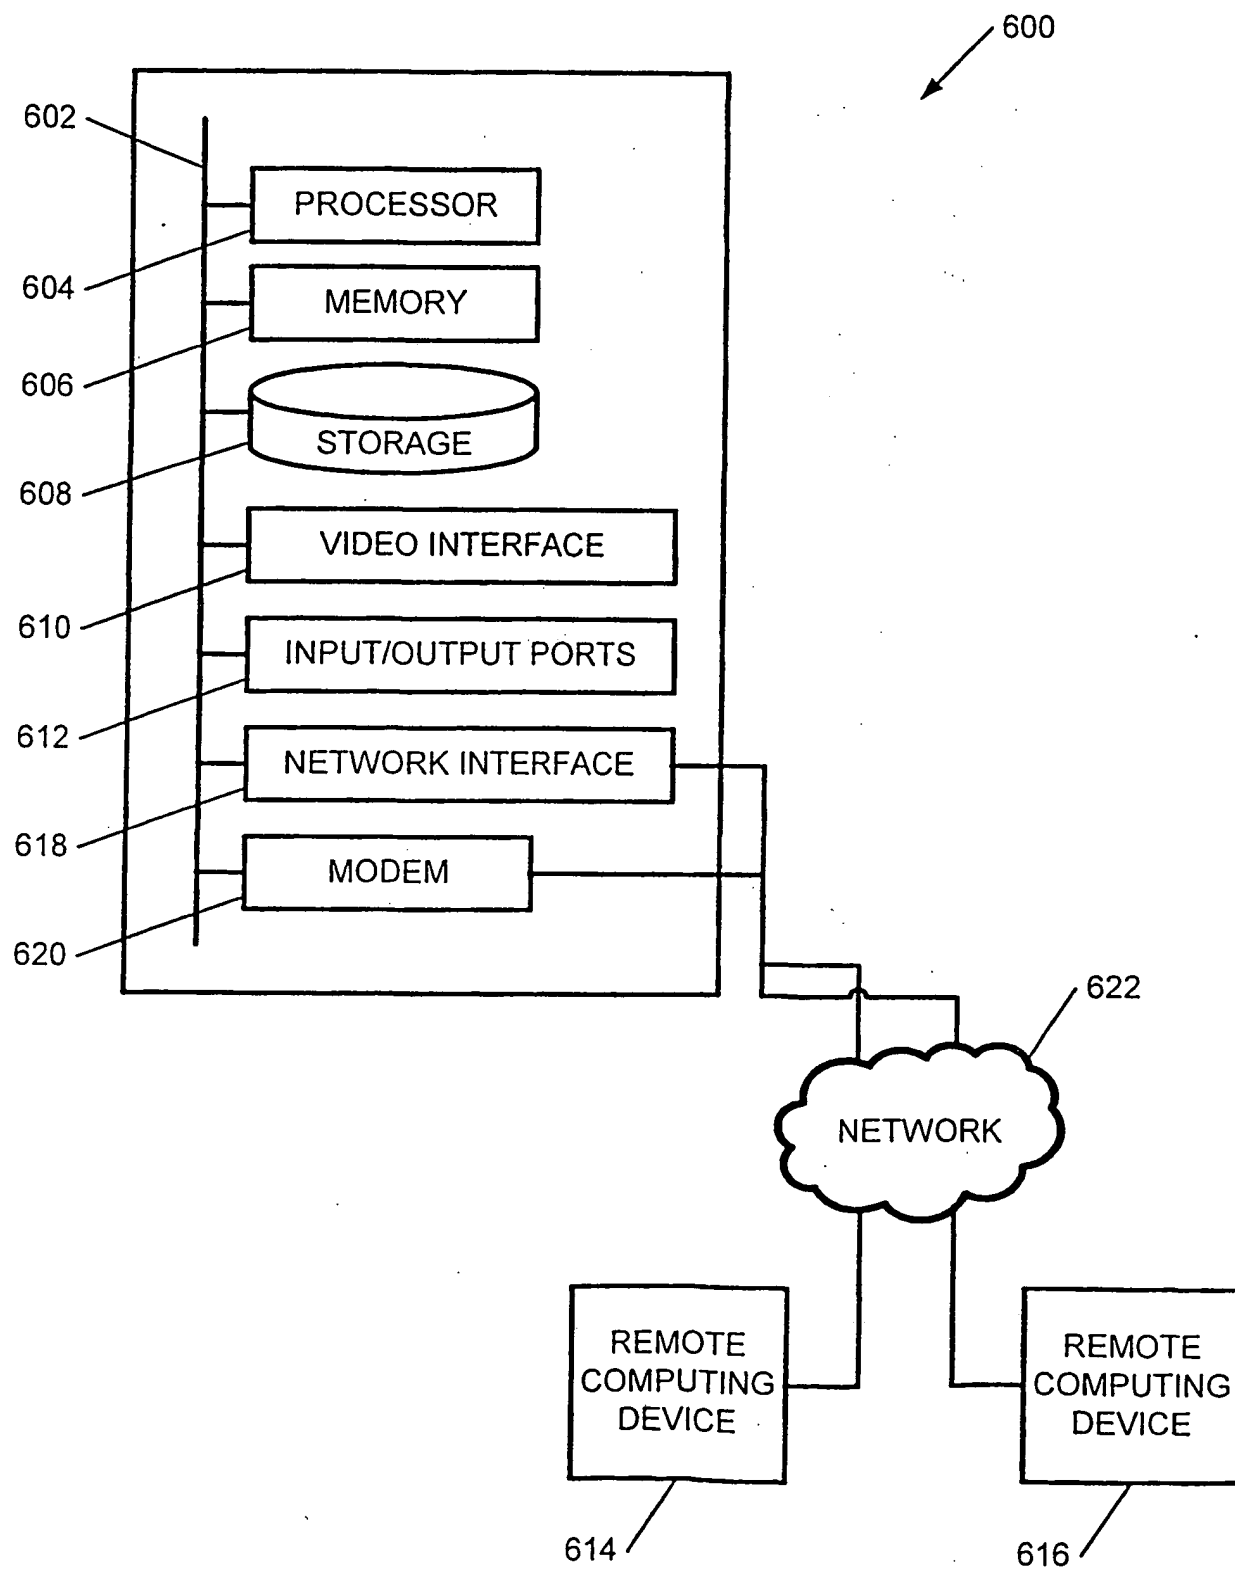 600
602
PROCESSOR
604
MEMORY
606
STORAGE
608
VIDEO INTERFACE
610
INPUT/OUTPUT PORTS
612
NETWORK INTERFACE
618
MODEM
620
622
NETWORK
REMOTE
COMPUTING
DEVICE
614
REMOTE
COMPUTING
DEVICE
616